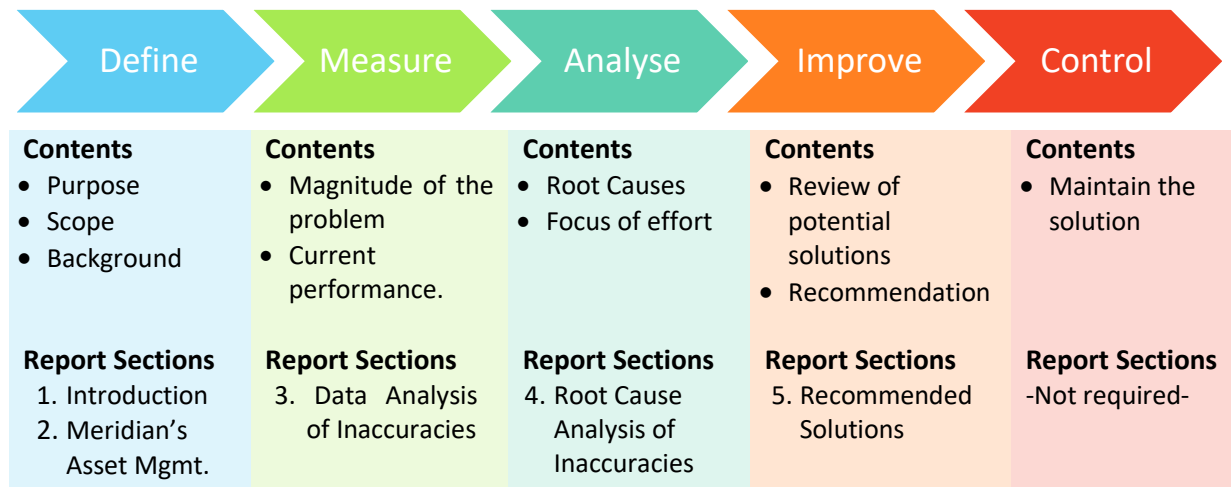 Define
Measure
Analyse
Improve
Control
Contents
• Purpose
• Scope
• Background
Report Sections
1. Introduction
2. Meridian’s
Asset Mgmt.
Contents
• Magnitude of the
problem
• Current
performance.
Report Sections
3. Data Analysis
of Inaccuracies
Contents
• Root Causes
• Focus of effort
Report Sections
4. Root Cause
Analysis of
Inaccuracies
Contents
• Review of
potential
solutions
• Recommendation
Report Sections
5. Recommended
Solutions
Contents
• Maintain the
solution
Report Sections
-Not required-